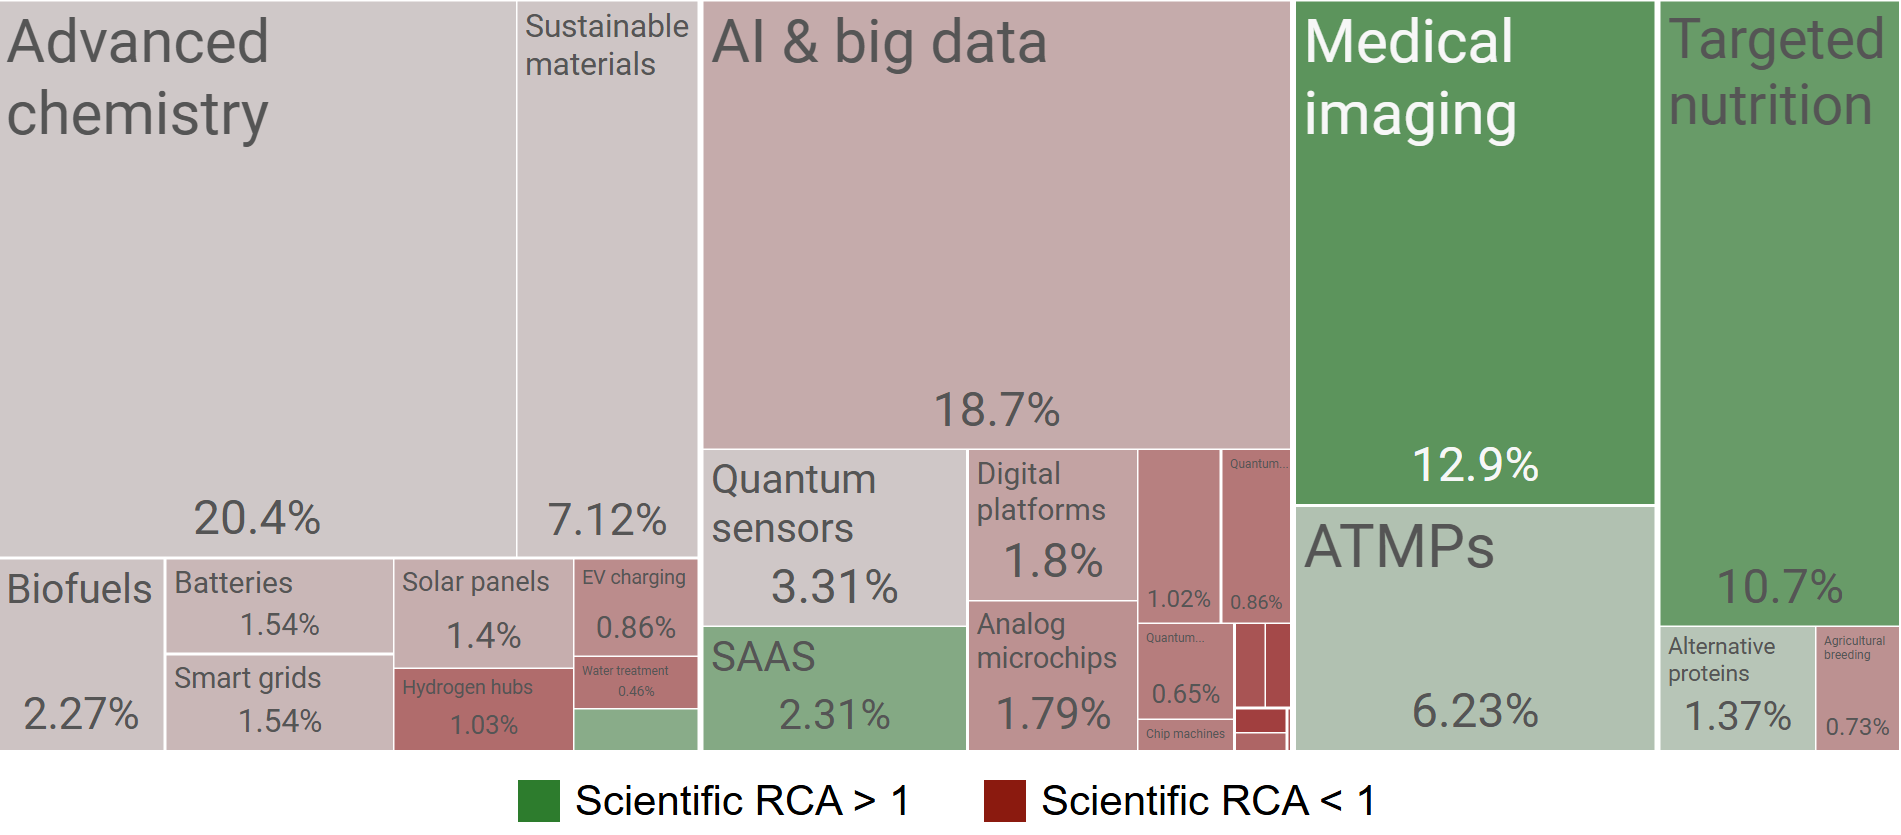 Advanced
chemistry
20.4%
Sustainable
materials
7.12%
Biofuels
2.27%
Batteries
1.54%
Smart grids
1.54%
Solar panels
1.4%
Hydrogen hubs
1.03%
EV charging
0.86%
Water treatment
0.46%
AI & big data
18.7%
Quantum
sensors
3.31%
SAAS
2.31%
Digital
platforms
1.8%
Analog
microchips
1.79%
1.02%
Quantum...
0.86%
Quantum...
0.65%
Chip machines
Medical
imaging
12.9%
ATMPs
6.23%
Targeted
nutrition
10.7%
Alternative
proteins
1.37%
Agricultural
breeding
0.73%
Scientific RCA > 1
Scientific RCA < 1